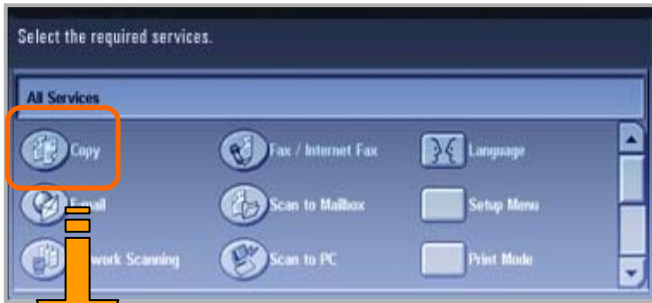 Select the required services.
All Services
Copy
Fax / Internet Fax
Language
E-mail
Scan to Mailbox
Setup Menu
Scanning
Scan to PC
Print Mode